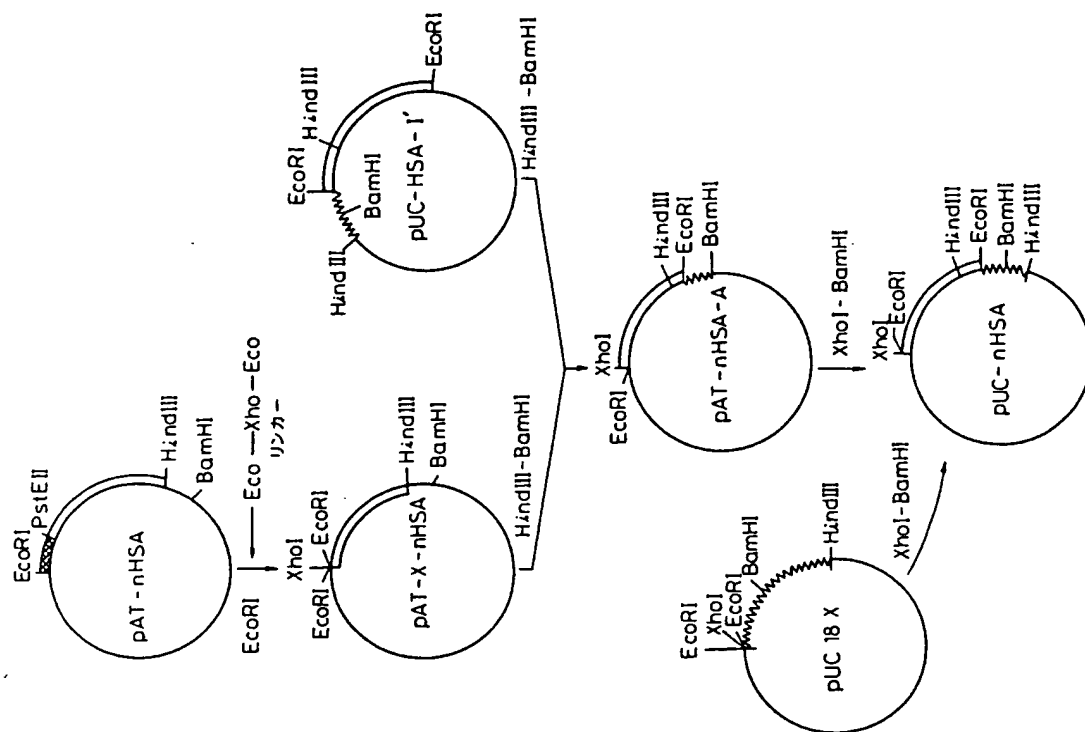 EcoRI
PstEII
HindIII
BamHI
pAT-nHSA
EcoRI
Eco—Xho—Eco
リンカー
XhoI
EcoRI
EcoRI
HindIII
BamHI
pAT-X-nHSA
HindIII-BamHI
EcoRI
HindIII
BamHI
HindIII
EcoRI
pUC-HSA-I'
HindIII-BamHI
XhoI
EcoRI
HindIII
EcoRI
BamHI
pAT-nHSA-A
XhoI-BamHI
EcoRI
XhoI
EcoRI
BamHI
HindIII
pUC 18 X
XhoI-BamHI
XhoI
EcoRI
HindIII
EcoRI
BamHI
HindIII
pUC-nHSA